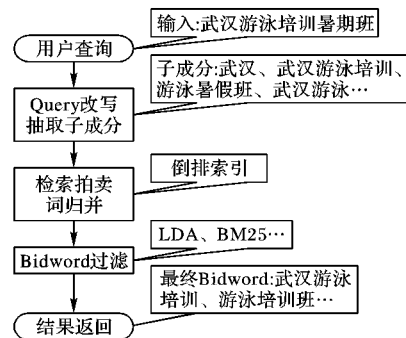 输入:武汉游泳培训暑期班
用户查询
子成分:武汉、武汉游泳培训、
游泳暑假班、武汉游泳…
Query改写
抽取子成分
倒排索引
检索拍卖
词归并
LDA、BM25…
Bidword过滤
最终Bidword:武汉游泳
培训、游泳培训班…
结果返回